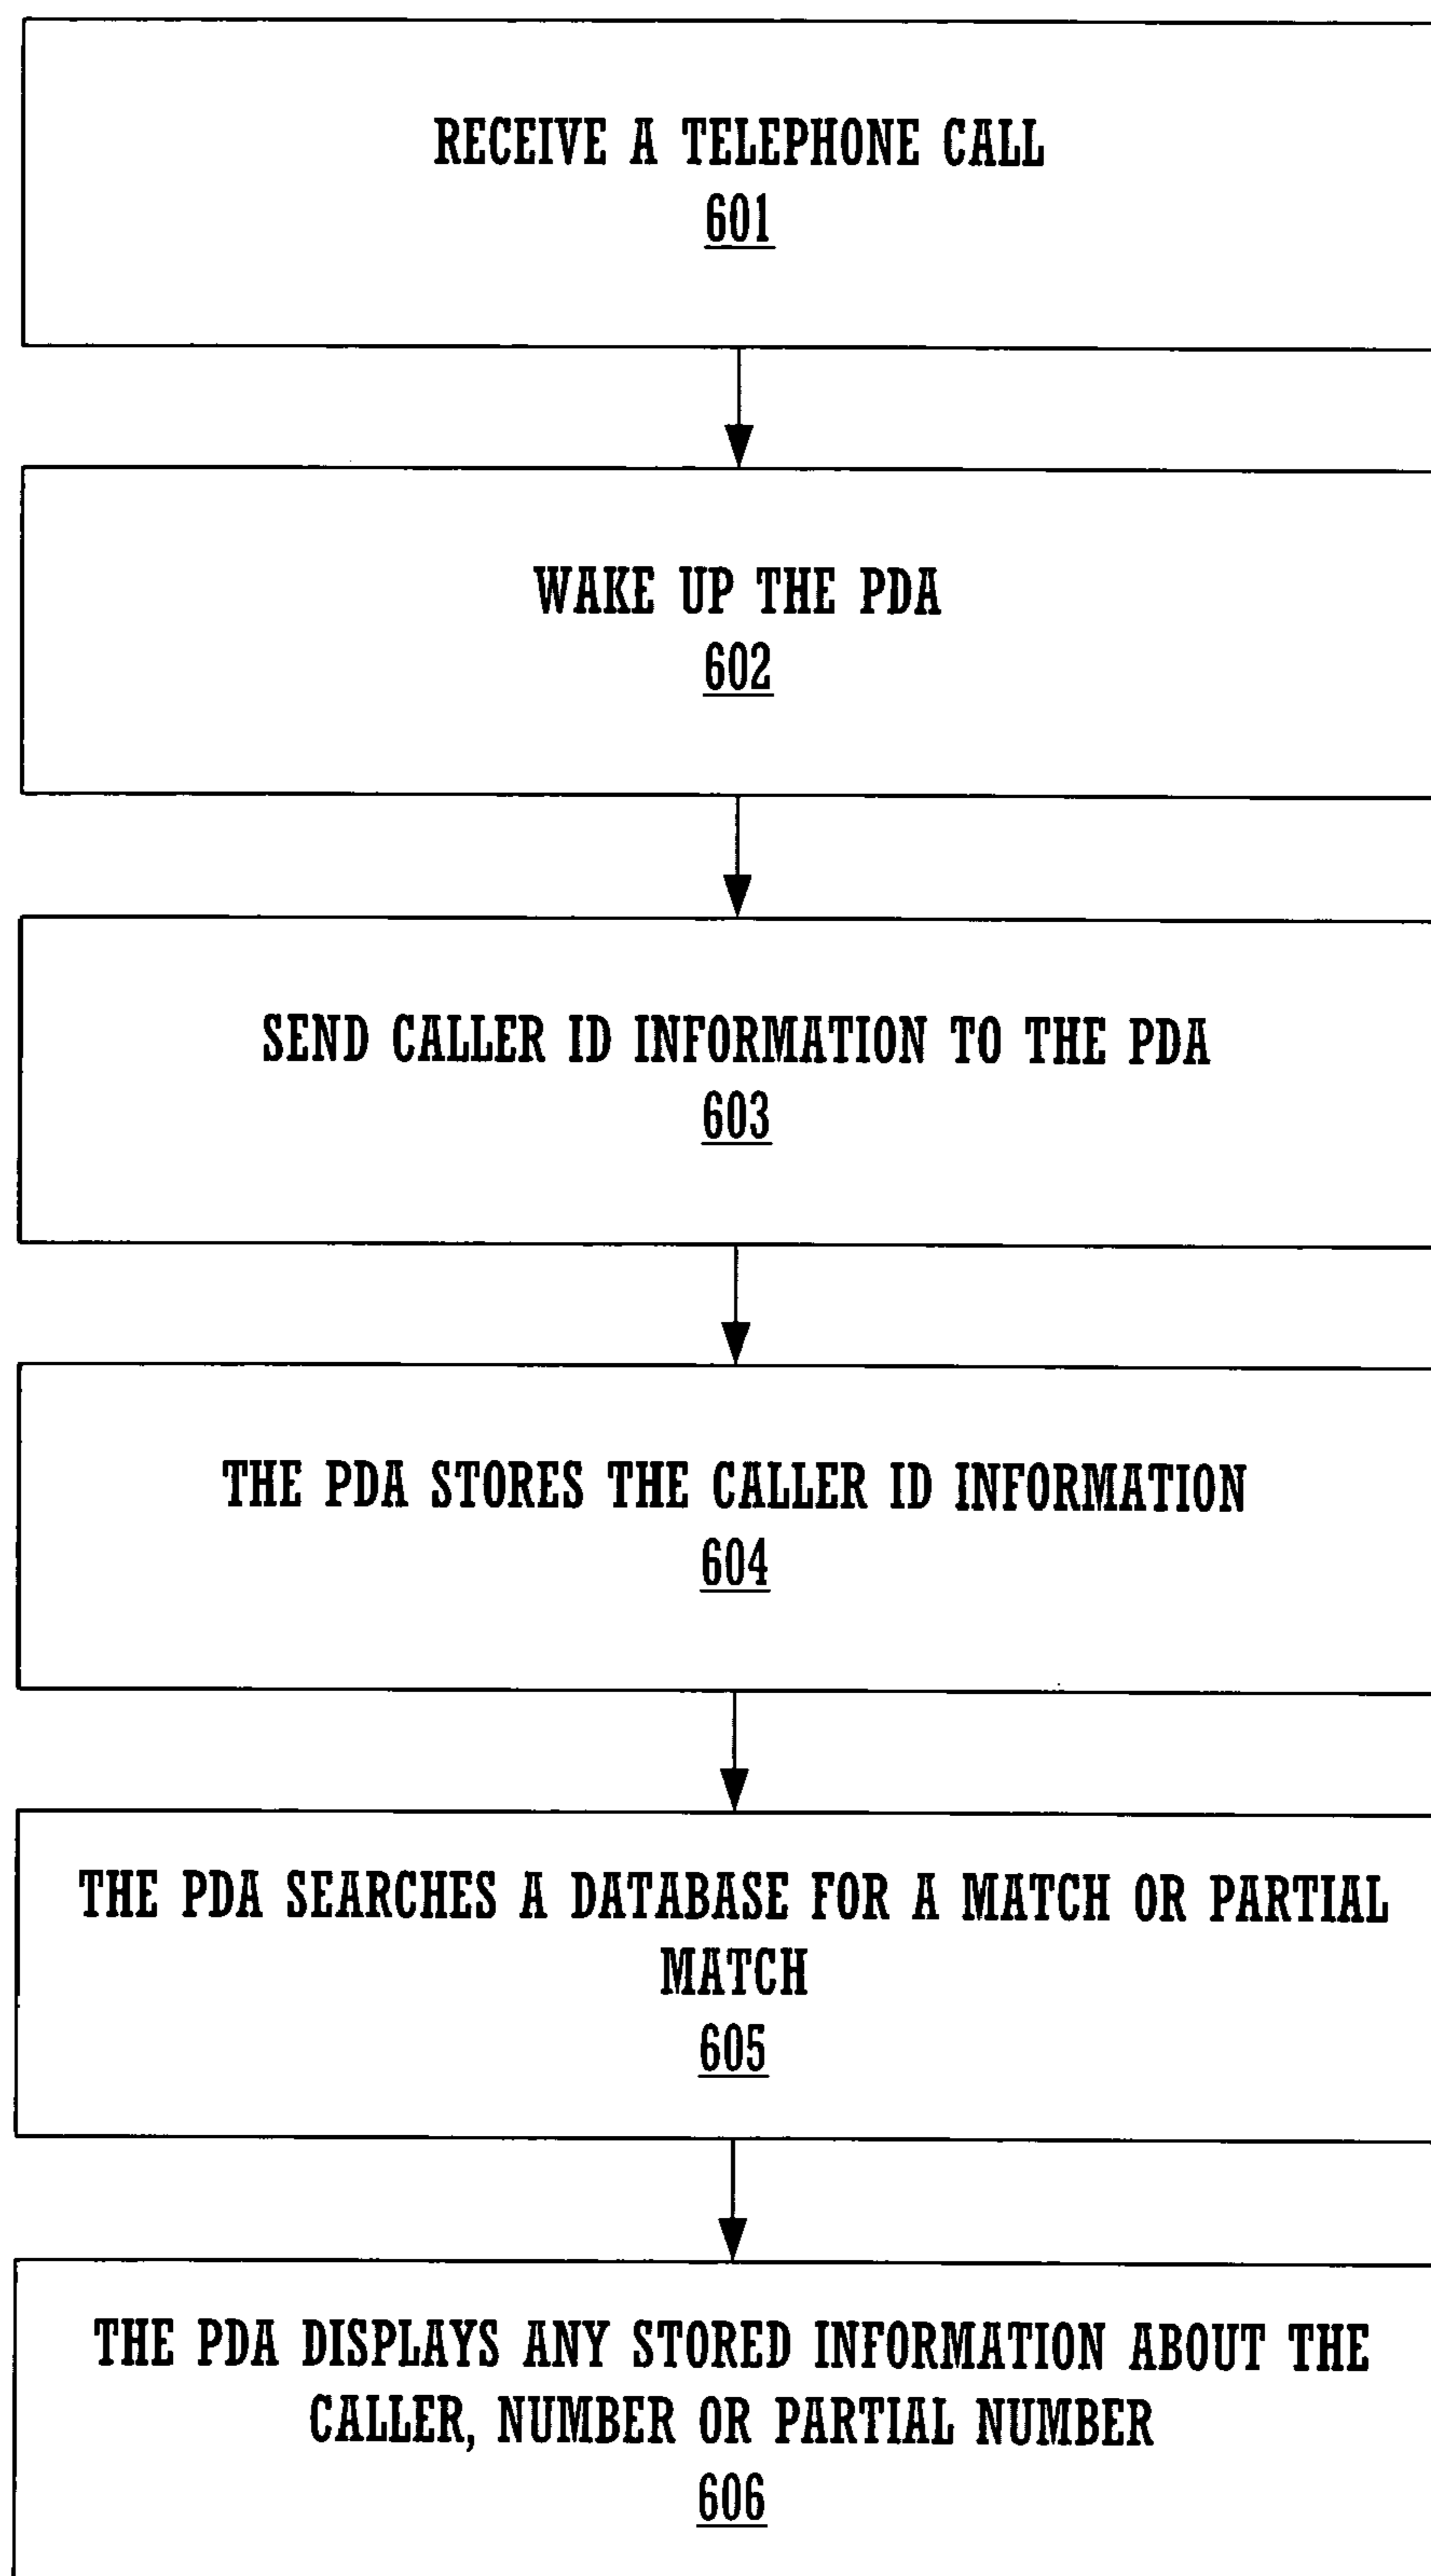 RECEIVE A TELEPHONE CALL
601
WAKE UP THE PDA
602
SEND CALLER ID INFORMATION TO THE PDA
603
THE PDA STORES THE CALLER ID INFORMATION
604
THE PDA SEARCHES A DATABASE FOR A MATCH OR PARTIAL
MATCH
605
THE PDA DISPLAYS ANY STORED INFORMATION ABOUT THE
CALLER, NUMBER OR PARTIAL NUMBER
606